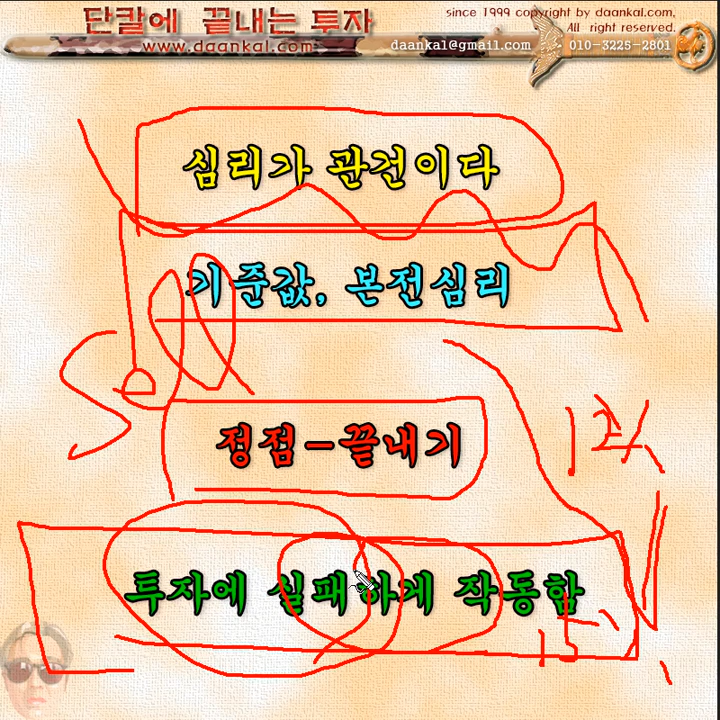 단칼에 끝내는 투자
since 1999 copyright by daankal.com,
All right reserved.
www.daankal.com
daankal@gmail.com
010-3225-2801
심리가 관건이다
기준값, 본전심리
정점-끝내기
투자에 실패하게 작동함